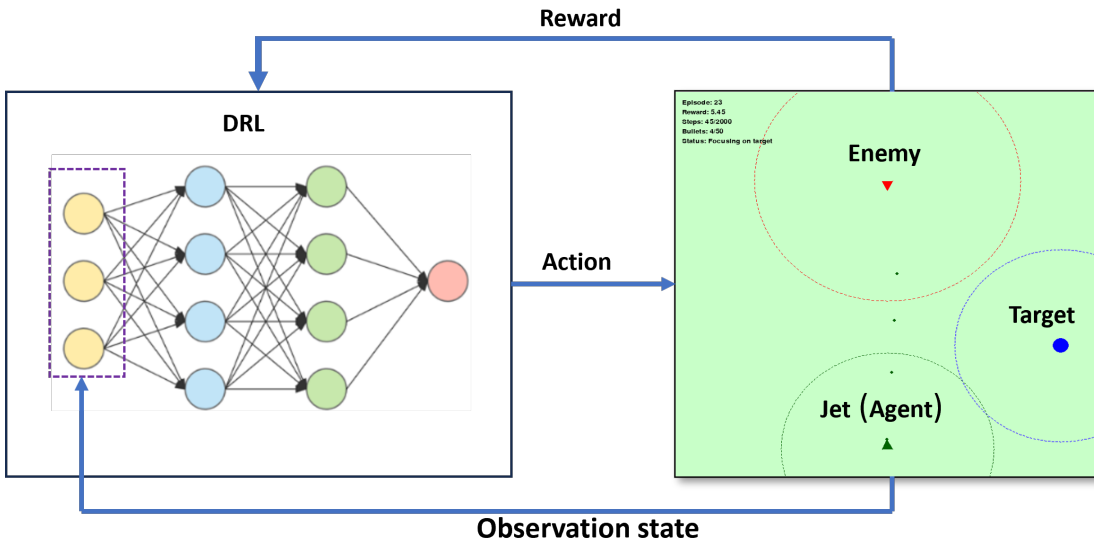 Reward
DRL
Episode: 23
Reward: 5.45
Steps: 45/2000
Bullets: 4/50
Status: Focusing on target
Enemy
Action
Target
Jet (Agent)
Observation state